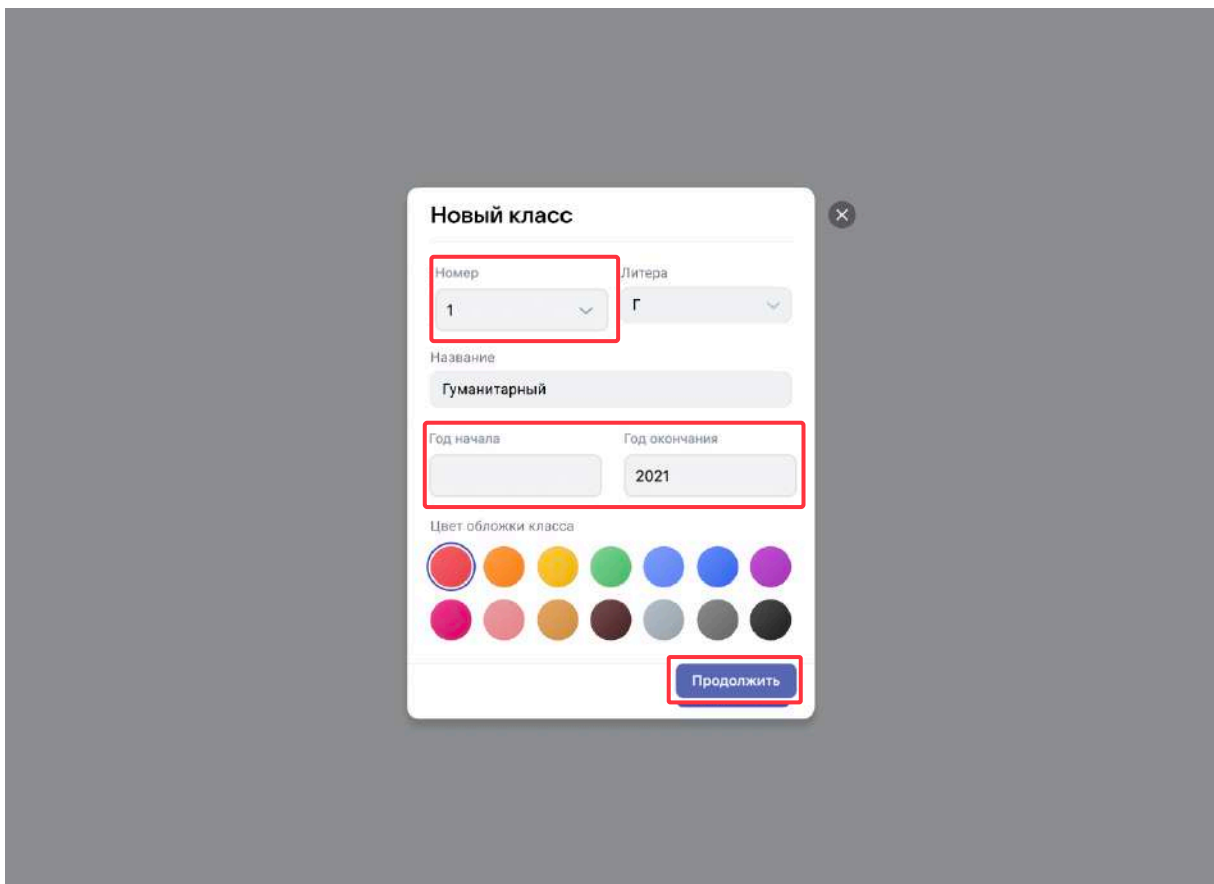 Новый класс
Номер Литера
1 Г
Название
Гуманитарный
Год начала Год окончания
2021
Цвет обложки класса
Продолжить